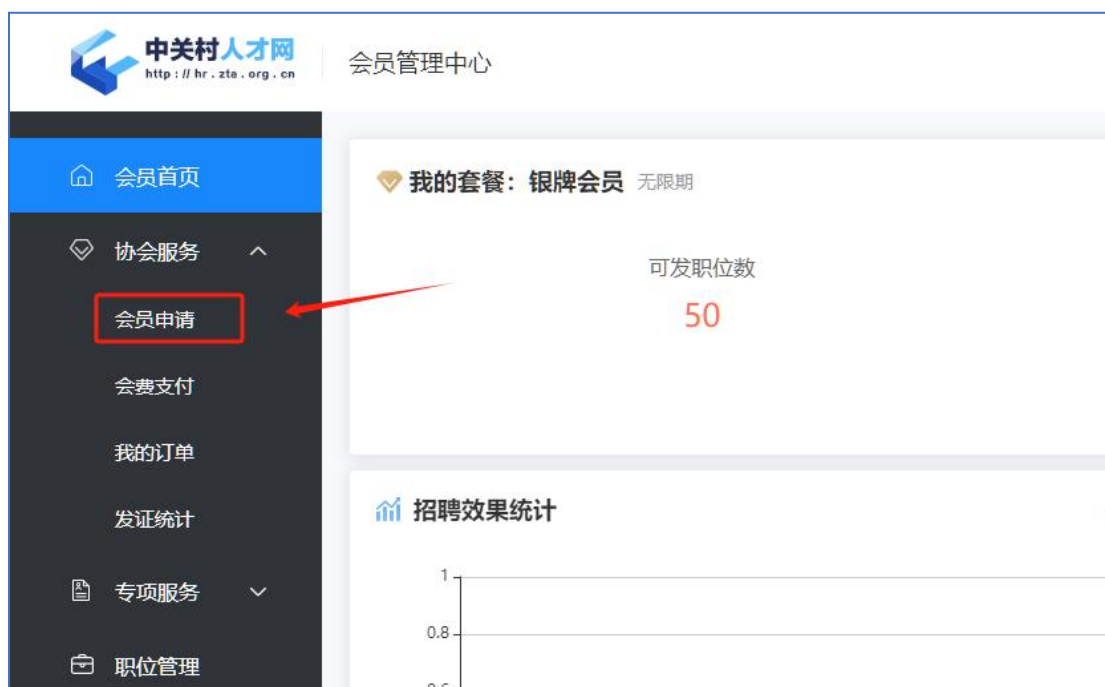 中关村人才网
http://hr.zta.org.cn
会员管理中心
会员首页
协会服务
会员申请
会费支付
我的订单
发证统计
专项服务
职位管理
我的套餐：银牌会员 无限期
可发职位数
50
招聘效果统计
1
0.8
0.6